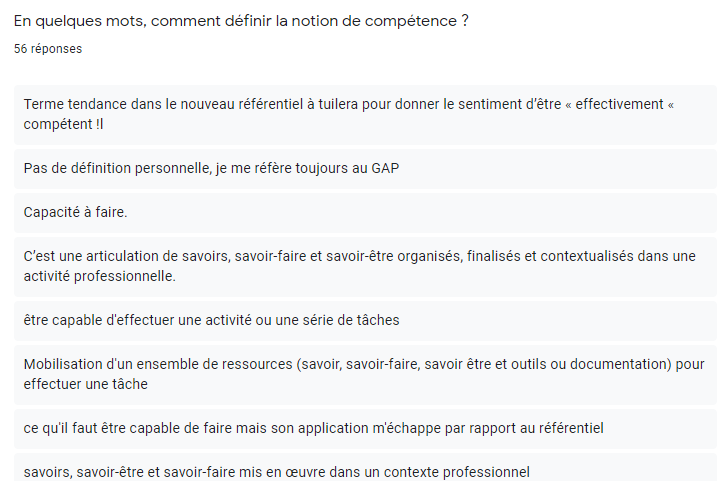 En quelques mots, comment définir la notion de compétence ?
56 réponses
Terme tendance dans le nouveau référentiel à tuilera pour donner le sentiment d'être « effectivement «
compétent !l
Pas de définition personnelle, je me réfère toujours au GAP
Capacité à faire.
C'est une articulation de savoirs, savoir-faire et savoir-être organisés, finalisés et contextualisés dans une
activité professionnelle.
être capable d'effectuer une activité ou une série de tâches
Mobilisation d'un ensemble de ressources (savoir, savoir-faire, savoir être et outils ou documentation) pour
effectuer une tâche
ce qu'il faut être capable de faire mais son application m'échappe par rapport au référentiel
savoirs, savoir-être et savoir-faire mis en œuvre dans un contexte professionnel